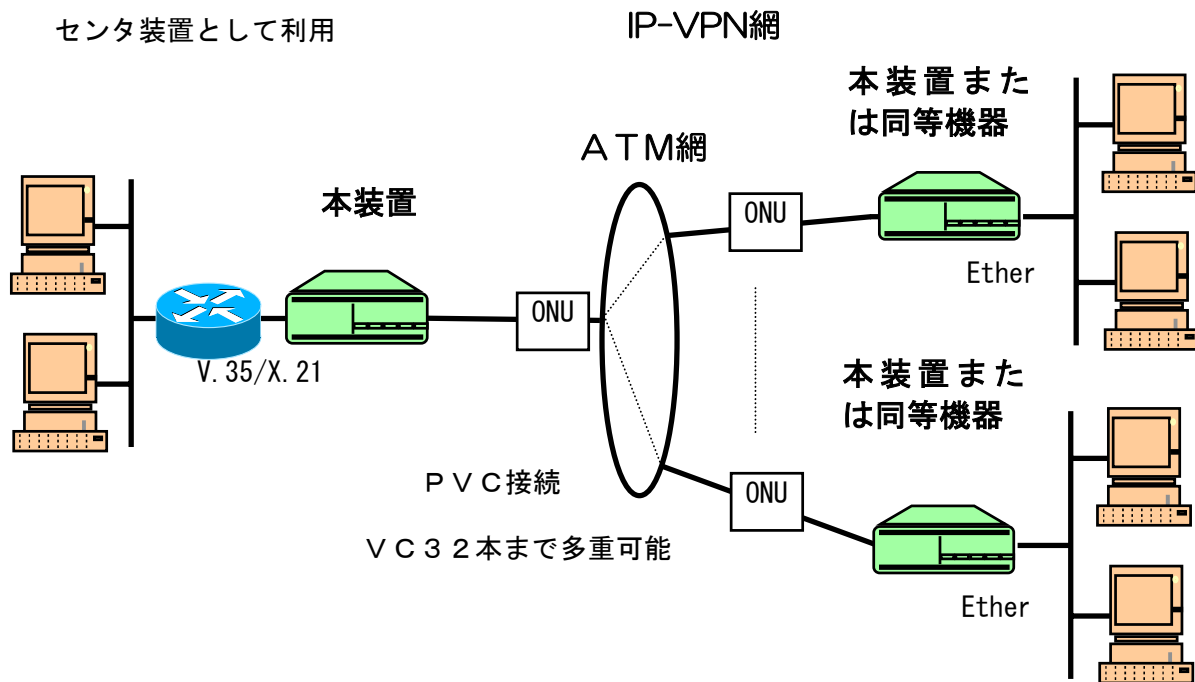 センタ装置として利用
IP-VPN網
本装置また
は同等機器
ATM網
本装置
ONU
Ether
ONU
V.35/X.21
本装置また
は同等機器
PVC接続
ONU
VC32本まで多重可能
Ether